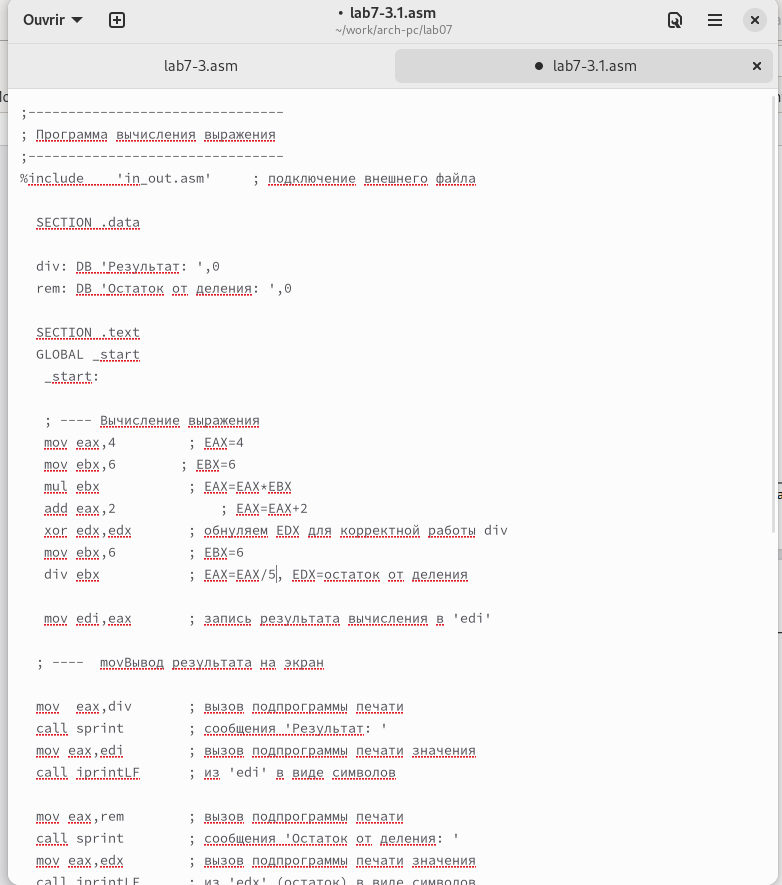 Ouvrir
• lab7-3.1.asm
~/work/arch-pc/lab07
lab7-3.asm
● lab7-3.1.asm
;--------------------------------
; Программа вычисления выражения
;--------------------------------
%include    'in_out.asm'     ; подключение внешнего файла
SECTION .data
div: DB 'Результат: ',0
rem: DB 'Остаток от деления: ',0
SECTION .text
GLOBAL _start
_start:
; ---- Вычисление выражения
mov eax,4         ; EAX=4
mov ebx,6        ; EBX=6
mul ebx           ; EAX=EAX*EBX
add eax,2             ; EAX=EAX+2
xor edx,edx       ; обнуляем EDX для корректной работы div
mov ebx,6         ; EBX=6
div ebx           ; EAX=EAX/5, EDX=остаток от деления
mov edi,eax       ; запись результата вычисления в 'edi'
; ----  movВывод результата на экран
mov  eax,div       ; вызов подпрограммы печати
call sprint        ; сообщения 'Результат: '
mov eax,edi        ; вызов подпрограммы печати значения
call iprintLF      ; из 'edi' в виде символов
mov eax,rem        ; вызов подпрограммы печати
call sprint        ; сообщения 'Остаток от деления: '
mov eax,edx        ; вызов подпрограммы печати значения
call iprintLF      ; из 'edx' (остаток) в виде символов